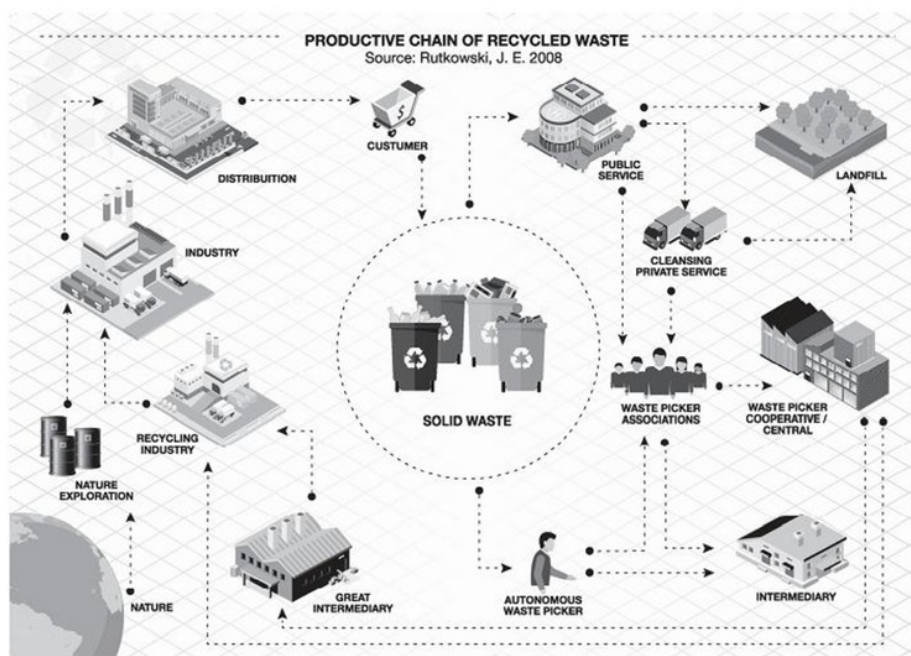 PRODUCTIVE CHAIN OF RECYCLED WASTE
Source: Rutkowski, J. E. 2008
DISTRIBUITION
CUSTUMER
PUBLIC
SERVICE
LANDFILL
INDUSTRY
CLEANSING
PRIVATE SERVICE
SOLID WASTE
RECYCLING
INDUSTRY
WASTE PICKER
ASSOCIATIONS
WASTE PICKER
COOPERATIVE /
CENTRAL
NATURE
EXPLORATION
NATURE
GREAT
INTERMEDIARY
AUTONOMOUS
WASTE PICKER
INTERMEDIARY